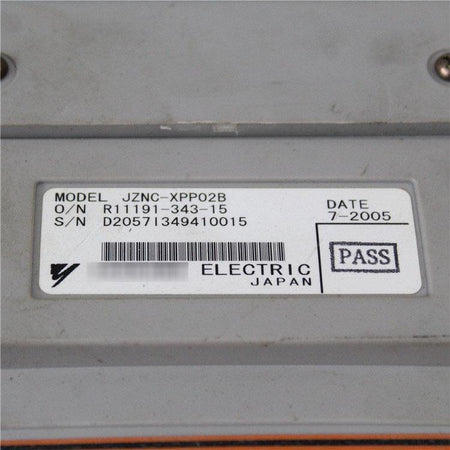 MODEL JZNC-XPP02B
O/N R11191-343-15
S/N D20571349410015
DATE
7-2005
ELECTRIC
JAPAN
PASS